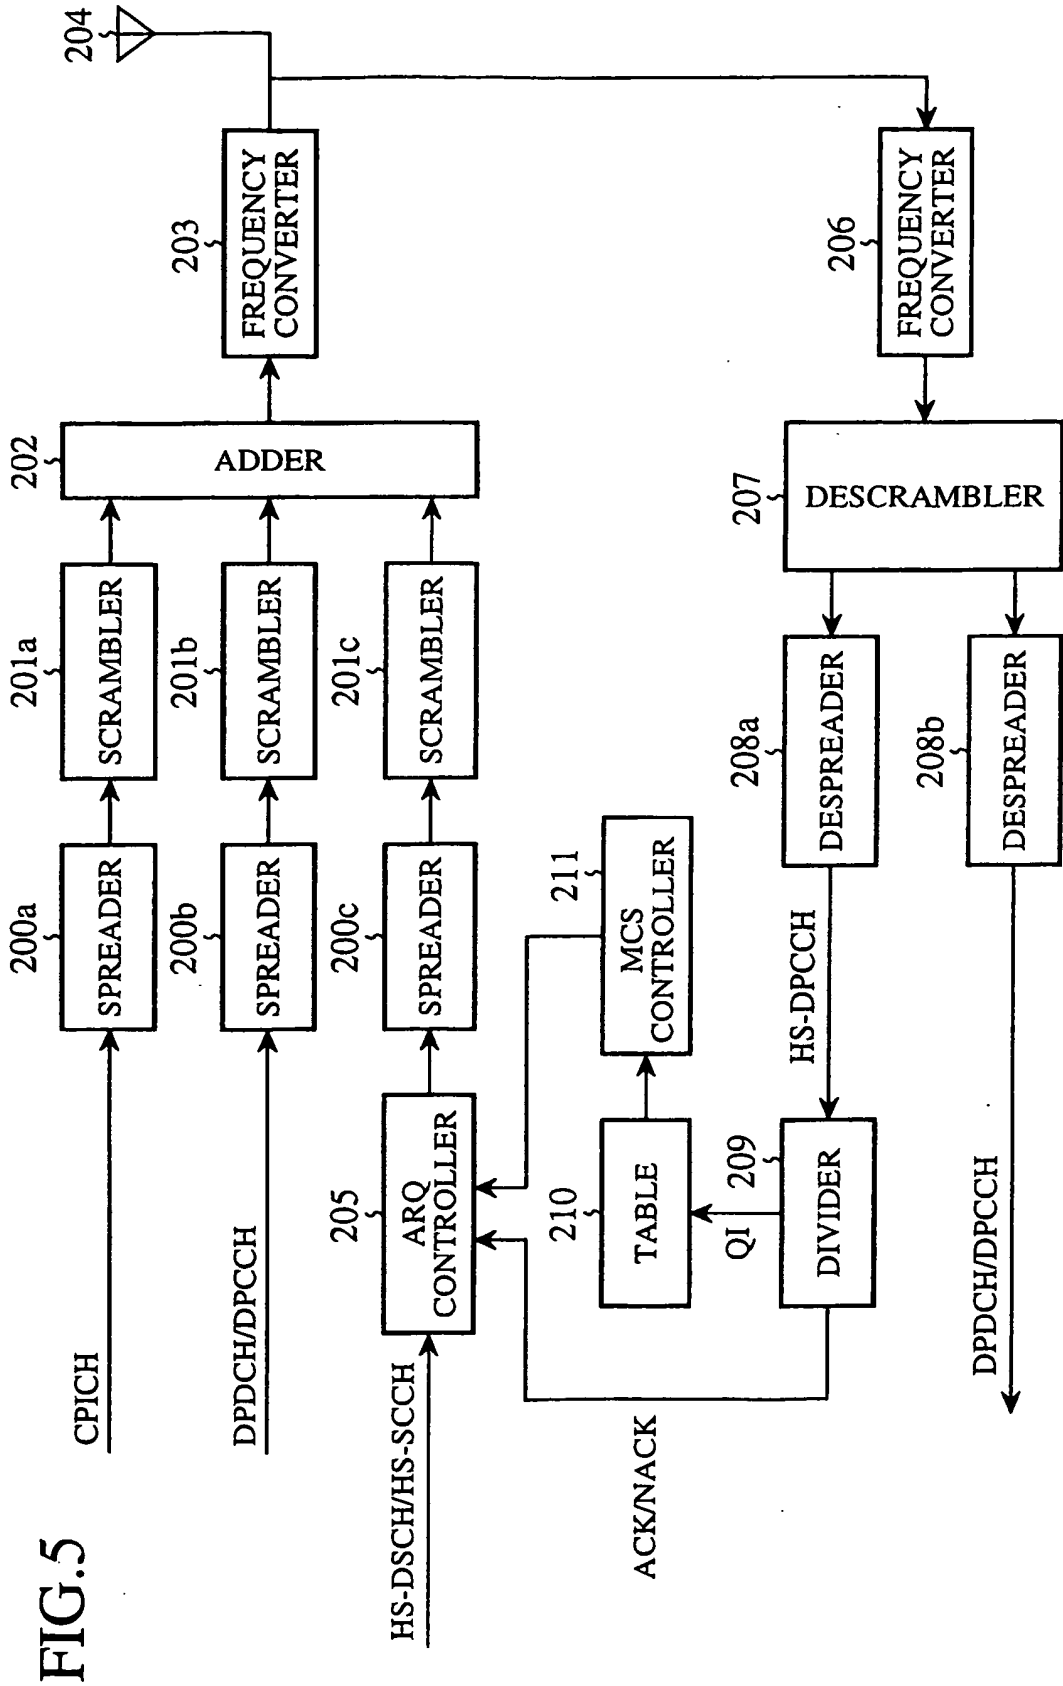 FIG.5
204
203
FREQUENCY
CONVERTER
202
ADDER
201a
SCRAMBLER
201b
SCRAMBLER
201c
SCRAMBLER
200a
SPREADER
200b
SPREADER
200c
SPREADER
CPICH
DPDCH/DPCCH
HS-DSCH/HS-SCCH
205
ARQ
CONTROLLER
211
MCS
CONTROLLER
210
TABLE
QI
209
DIVIDER
ACK/NACK
HS-DPCCH
206
FREQUENCY
CONVERTER
207
DESCRAMBLER
208a
DESPREADER
208b
DESPREADER
DPDCH/DPCCH